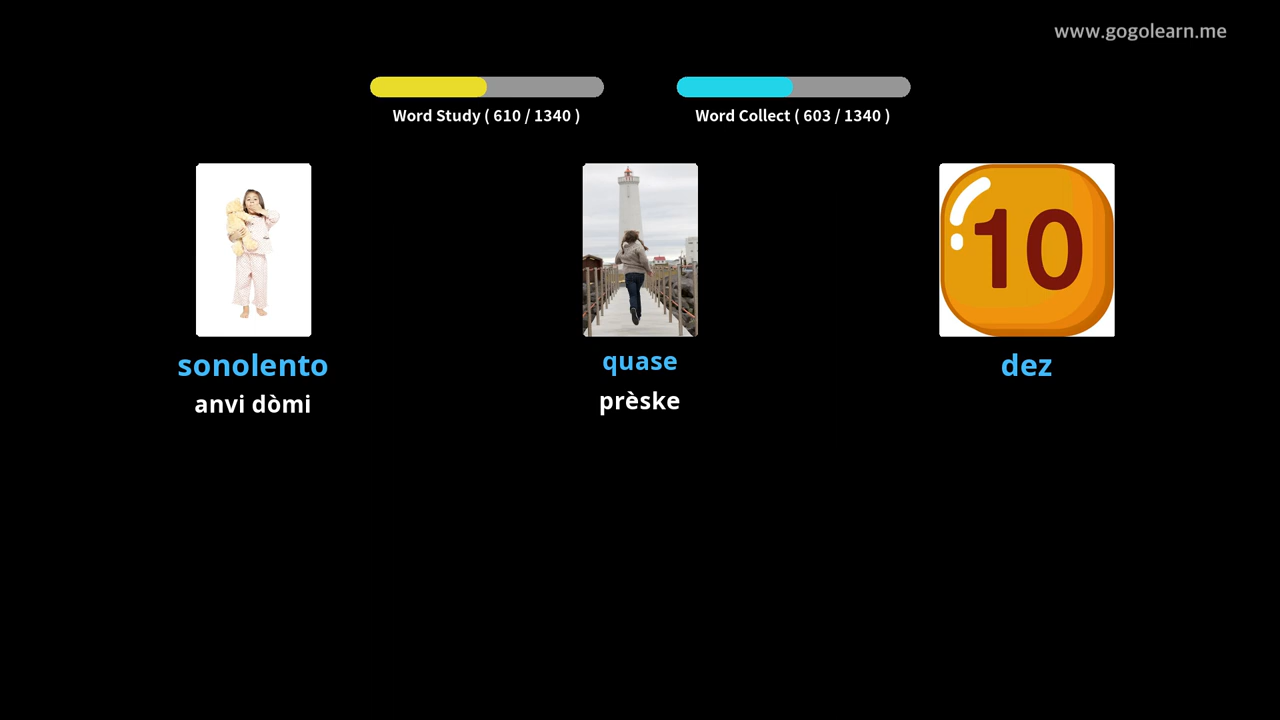 www.gogolearn.me
Word Study ( 610 / 1340 )
Word Collect ( 603 / 1340 )
10
sonolento
anvi dòmi
quase
prèske
dez